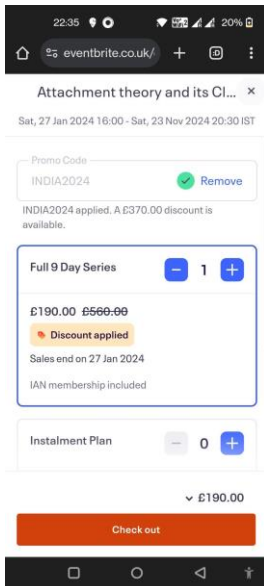 22:35 20%
eventbrite.co.uk/
Attachment theory and its Cl... ×
Sat, 27 Jan 2024 16:00 - Sat, 23 Nov 2024 20:30 IST
Promo Code
INDIA2024 Remove
INDIA2024 applied. A £370.00 discount is
available.
Full 9 Day Series - 1 +
£190.00 £560.00
Discount applied
Sales end on 27 Jan 2024
IAN membership included
Instalment Plan - 0 +
£190.00
Check out